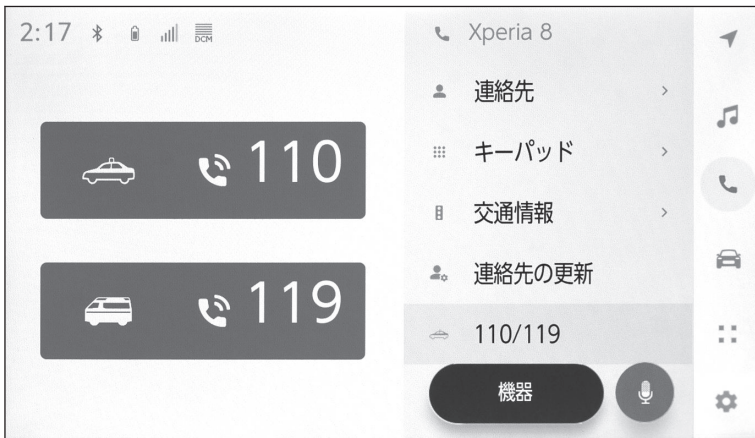 2:17
DCM
110
119
Xperia 8
連絡先
キーパッド
交通情報
連絡先の更新
110/119
機器